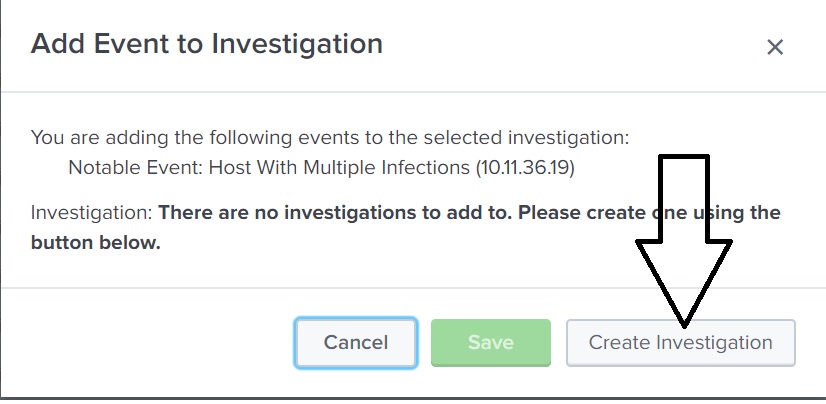 Add Event to Investigation
You are adding the following events to the selected investigation:
Notable Event: Host With Multiple Infections (10.11.36.19)
Investigation: There are no investigations to add to. Please create one using the
button below.
Cancel
Save
Create Investigation